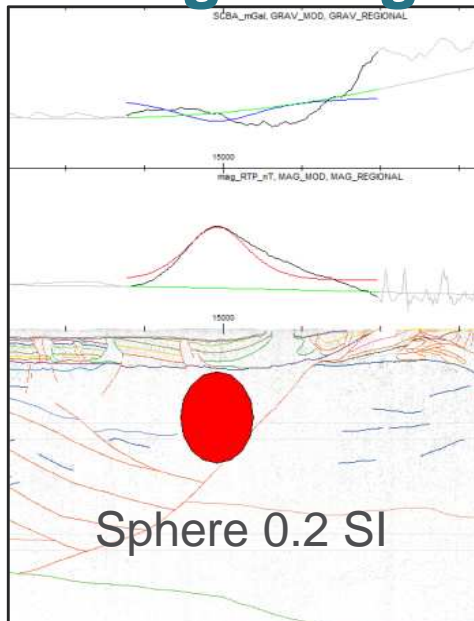 SCBA_mGal, GRAV_MOD, GRAV_REGIONAL
15000
mag_RTP_nT, MAG_MOD, MAG_REGIONAL
15000
Sphere 0.2 SI